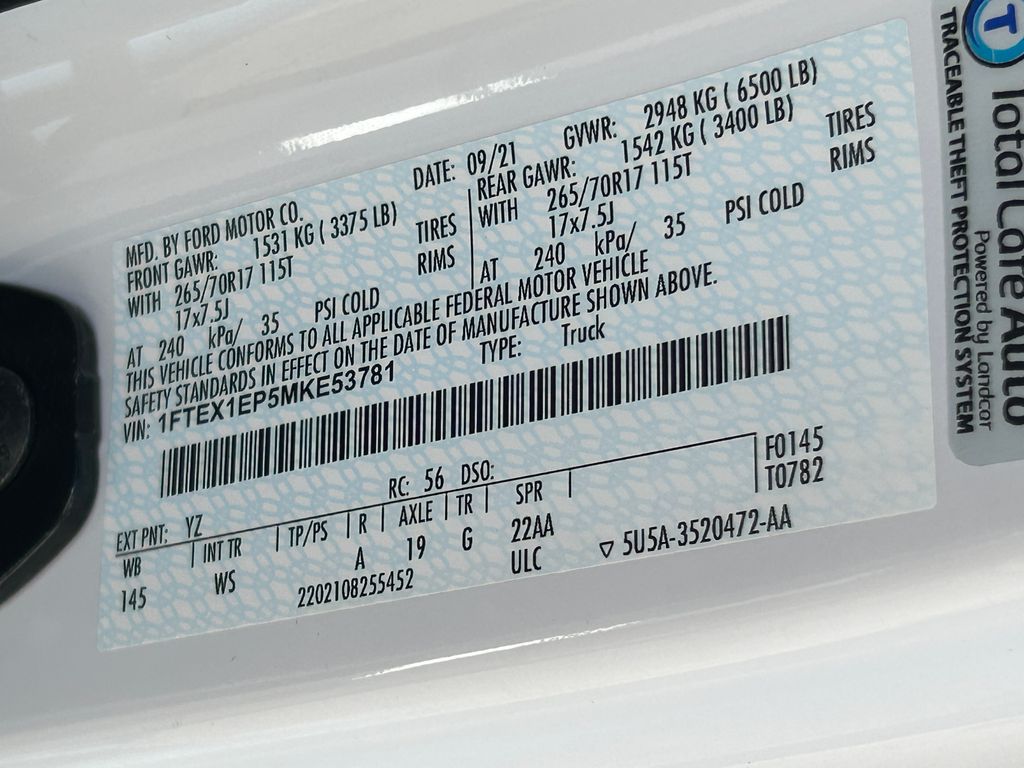 MFD. BY FORD MOTOR CO.
DATE: 09/21
GVWR: 2948 KG ( 6500 LB)
FRONT GAWR: 1531 KG ( 3375 LB)
REAR GAWR: 1542 KG ( 3400 LB)
WITH 265/70R17 115T TIRES
WITH 265/70R17 115T TIRES
17x7.5J RIMS
17x7.5J RIMS
AT 240 kPa/ 35 PSI COLD
AT 240 kPa/ 35 PSI COLD
THIS VEHICLE CONFORMS TO ALL APPLICABLE FEDERAL MOTOR VEHICLE
SAFETY STANDARDS IN EFFECT ON THE DATE OF MANUFACTURE SHOWN ABOVE.
VIN: 1FTEX1EP5MKE53781
TYPE: Truck
EXT PNT: YZ
RC: 56 DSO:
F0145
T0782
WB INT TR TP/PS R AXLE TR SPR
145 WS A 19 G 22AA
2202108255452
ULC
▽ 5U5A-3520472-AA
T
Total Care Auto
Powered by Landcar
TRACEABLE THEFT PROTECTION SYSTEM